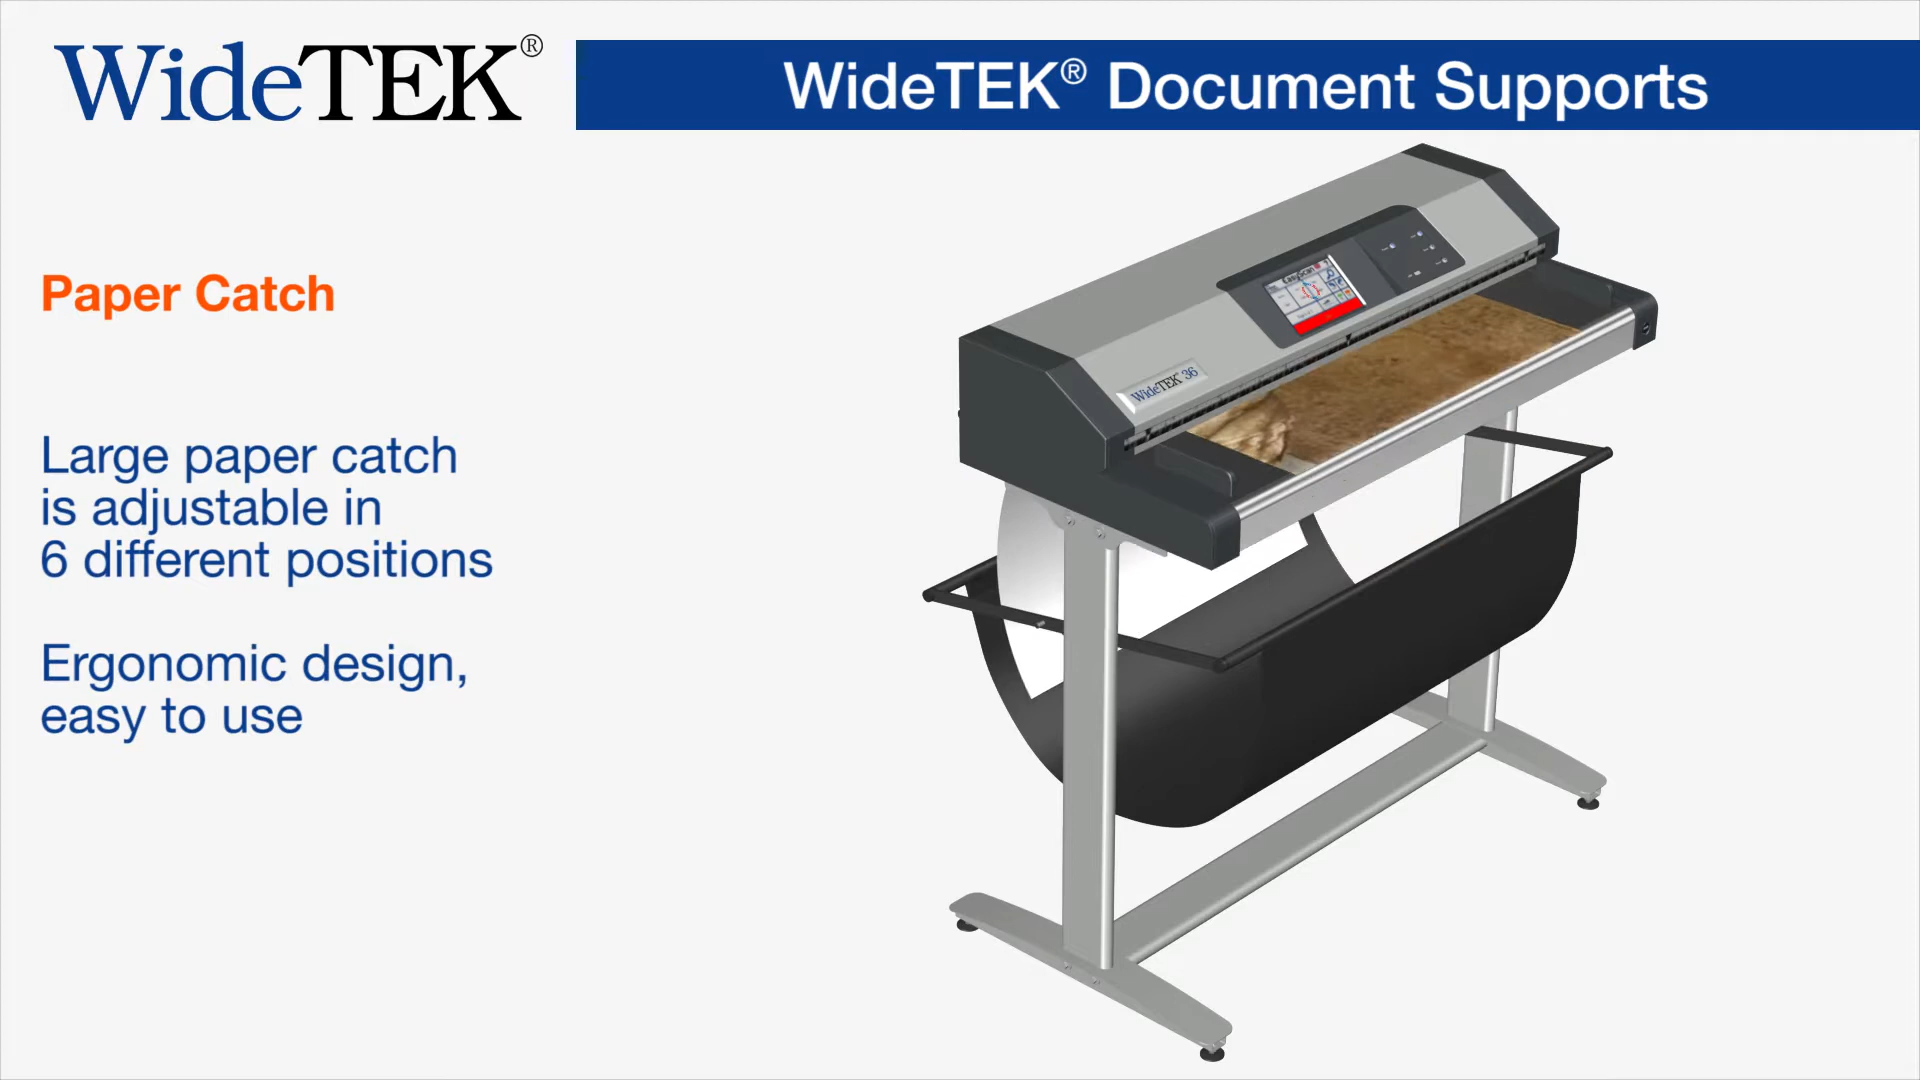 WideTEK®
WideTEK® Document Supports
Paper Catch
Large paper catch
is adjustable in
6 different positions
Ergonomic design,
easy to use
EasyScan
WideTEK® 36